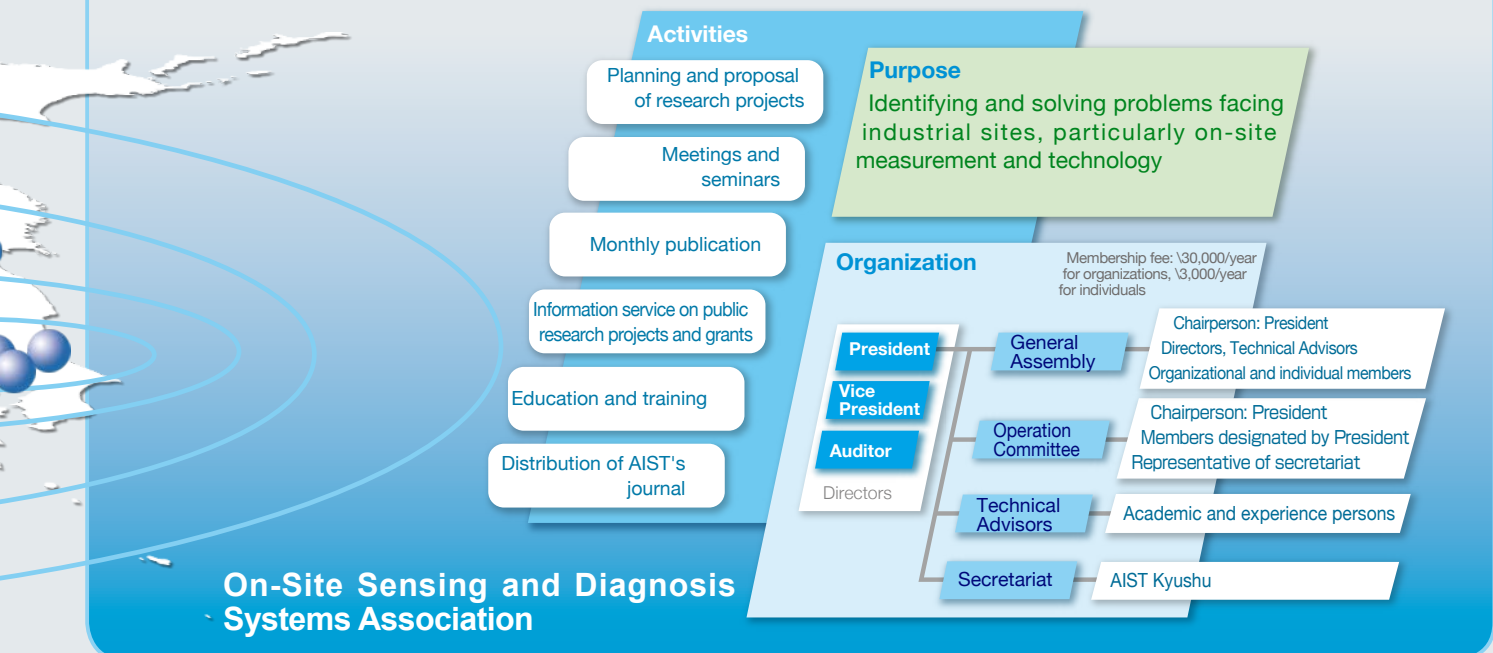 Activities
Planning and proposal
of research projects
Meetings and
seminars
Monthly publication
Information service on public
research projects and grants
Education and training
Distribution of AIST's
journal
Purpose
Identifying and solving problems facing
industrial sites, particularly on-site
measurement and technology
Organization
Membership fee: \30,000/year
for organizations, \3,000/year
for individuals
President
Vice
President
Auditor
Directors
General
Assembly
Chairperson: President
Directors, Technical Advisors
Organizational and individual members
Operation
Committee
Chairperson: President
Members designated by President
Representative of secretariat
Technical
Advisors
Academic and experience persons
Secretariat
AIST Kyushu
On-Site Sensing and Diagnosis
Systems Association